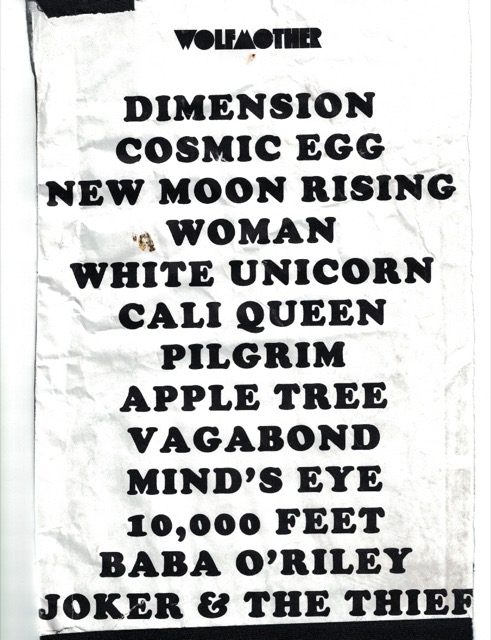 WOLFMOTHER
DIMENSION
COSMIC EGG
NEW MOON RISING
WOMAN
WHITE UNICORN
CALI QUEEN
PILGRIM
APPLE TREE
VAGABOND
MIND'S EYE
10,000 FEET
BABA O'RILEY
JOKER & THE THIEF